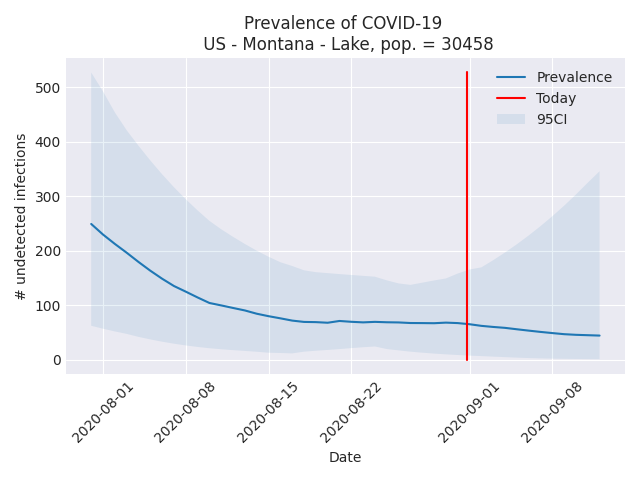 Prevalence of COVID-19
US - Montana - Lake, pop. = 30458
Prevalence
Today
95CI
# undetected infections
500
400
300
200
100
0
2020-08-01
2020-08-08
2020-08-15
2020-08-22
2020-09-01
2020-09-08
Date